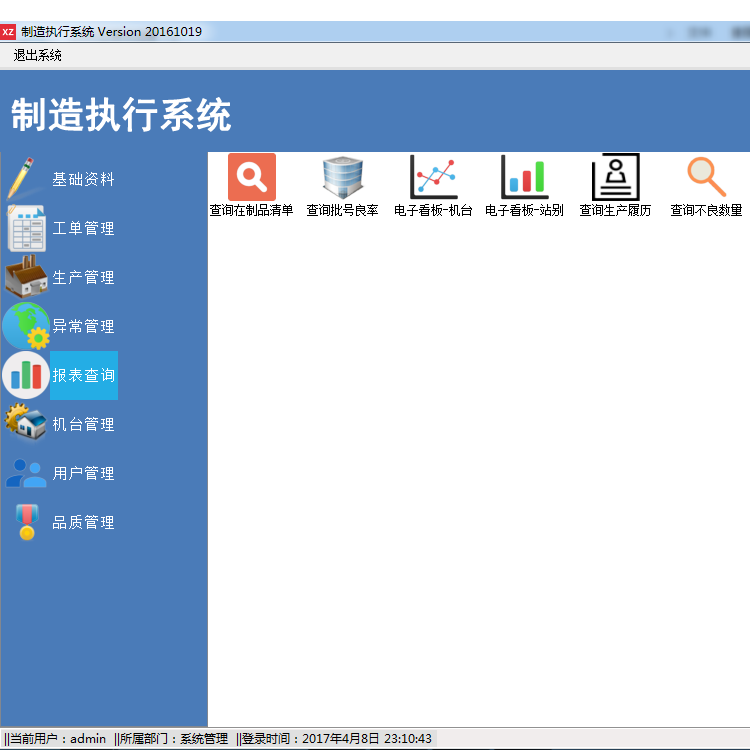 XZ 制造执行系统 Version 20161019
退出系统
制造执行系统
基础资料
工单管理
生产管理
异常管理
报表查询
机台管理
用户管理
品质管理
查询在制品清单 查询批号良率 电子看板-机台 电子看板-站别 查询生产履历 查询不良数量
||当前用户：admin ||所属部门：系统管理 ||登录时间：2017年4月8日 23:10:43